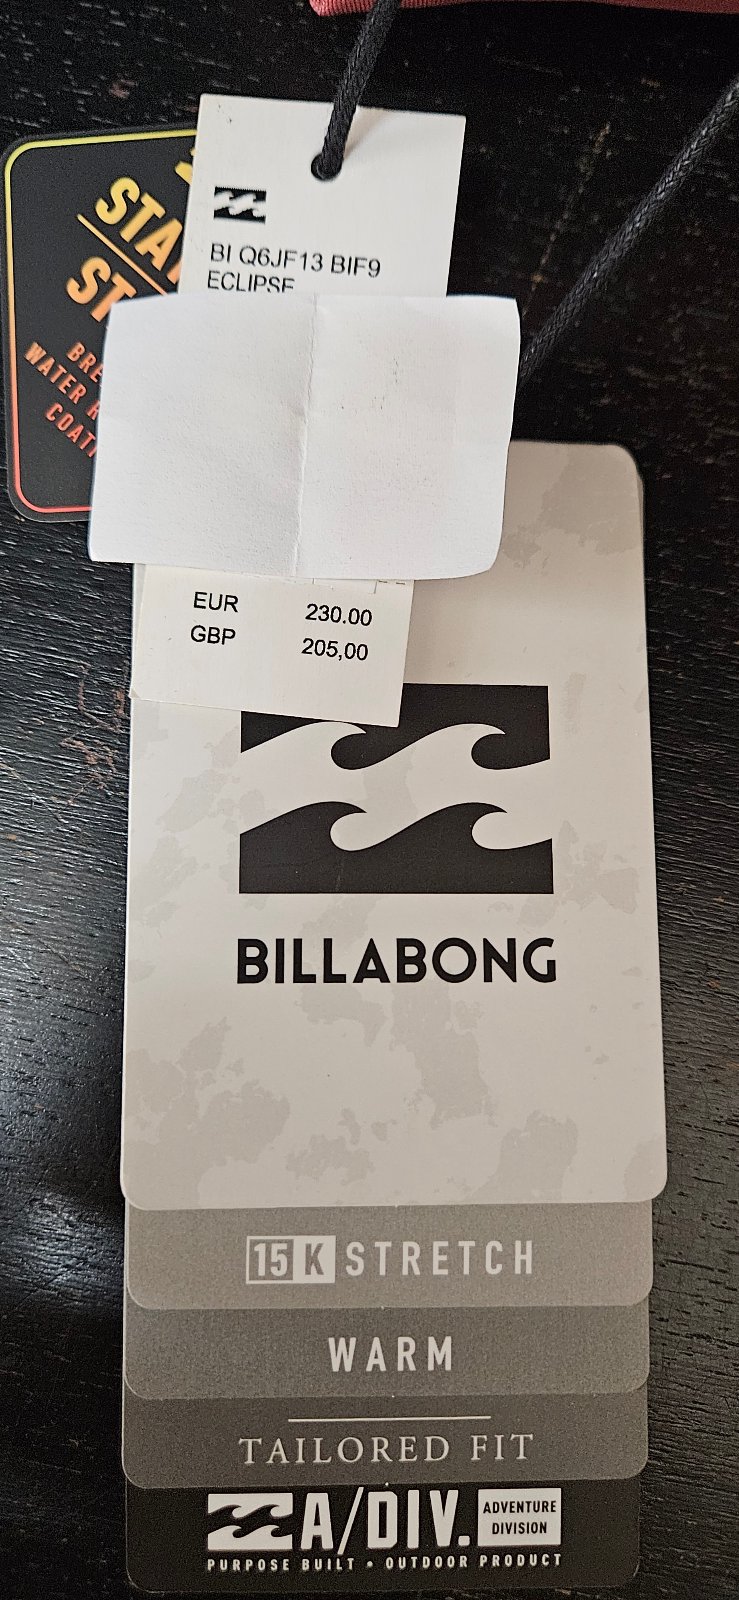 BI Q6JF13 BIF9
ECLIPSE
EUR 230.00
GBP 205,00
BILLABONG
15K STRETCH
WARM
TAILORED FIT
A/DIV. ADVENTURE DIVISION
PURPOSE BUILT • OUTDOOR PRODUCT
WATER